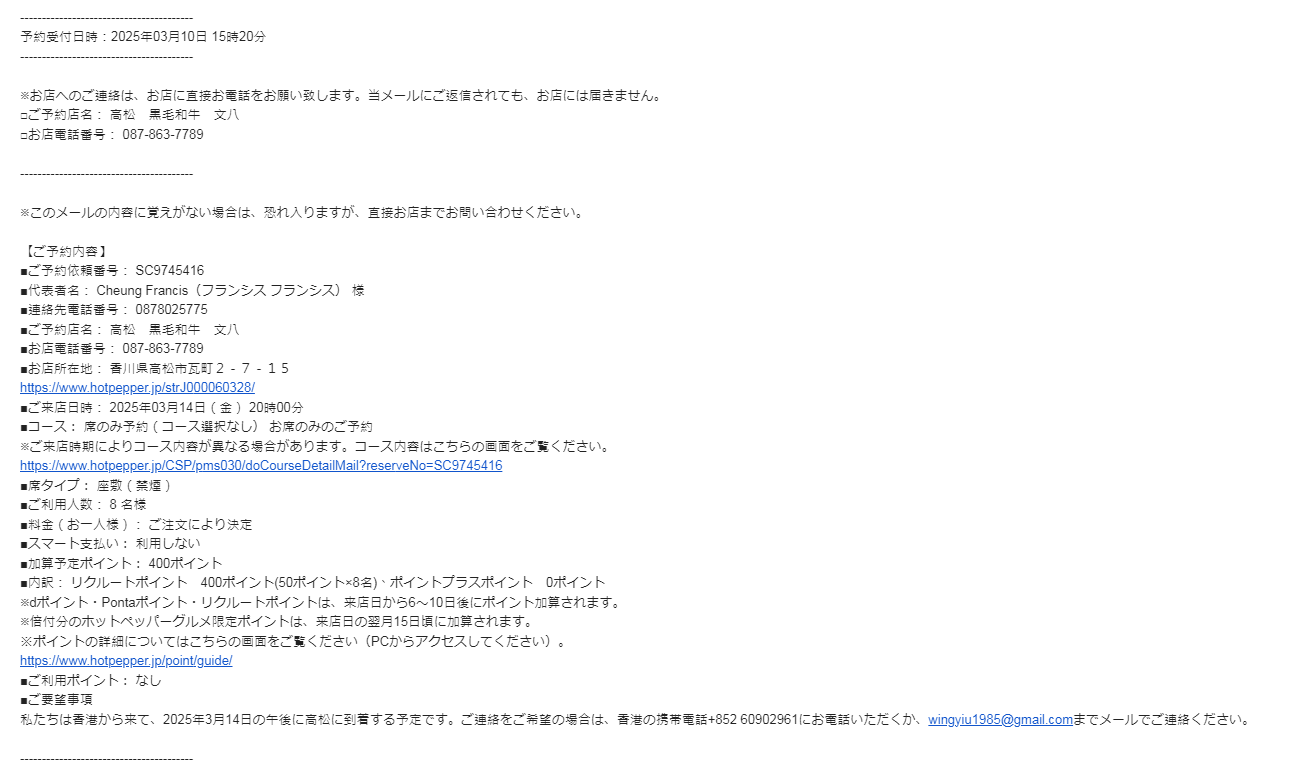 ----------------------------------------
予約受付日時：2025年03月10日 15時20分
----------------------------------------
※お店へのご連絡は、お店に直接お電話をお願い致します。当メールにご返信されても、お店には届きません。
□ご予約店名： 高松　黒毛和牛　文八
□お店電話番号： 087-863-7789
----------------------------------------
※このメールの内容に覚えがない場合は、恐れ入りますが、直接お店までお問い合わせください。
【ご予約内容】
■ご予約依頼番号： SC9745416
■代表者名： Cheung Francis（フランシス フランシス） 様
■連絡先電話番号： 0878025775
■ご予約店名： 高松　黒毛和牛　文八
■お店電話番号： 087-863-7789
■お店所在地： 香川県高松市瓦町２－７－１５
https://www.hotpepper.jp/strJ000060328/
■ご来店日時： 2025年03月14日（金） 20時00分
■コース： 席のみ予約（コース選択なし） お席のみのご予約
※ご来店時期によりコース内容が異なる場合があります。コース内容はこちらの画面をご覧ください。
https://www.hotpepper.jp/CSP/pms030/doCourseDetailMail?reserveNo=SC9745416
■席タイプ： 座敷（禁煙）
■ご利用人数： 8 名様
■料金（お一人様）： ご注文により決定
■スマート支払い： 利用しない
■加算予定ポイント： 400ポイント
■内訳： リクルートポイント　400ポイント(50ポイント×8名)、ポイントプラスポイント　0ポイント
※dポイント・Pontaポイント・リクルートポイントは、来店日から6～10日後にポイント加算されます。
※倍付分のホットペッパーグルメ限定ポイントは、来店日の翌月15日頃に加算されます。
※ポイントの詳細についてはこちらの画面をご覧ください（PCからアクセスしてください）。
https://www.hotpepper.jp/point/guide/
■ご利用ポイント： なし
■ご要望事項
私たちは香港から来て、2025年3月14日の午後に高松に到着する予定です。ご連絡をご希望の場合は、香港の携帯電話+852 60902961にお電話いただくか、wingyiu1985@gmail.comまでメールでご連絡ください。
----------------------------------------